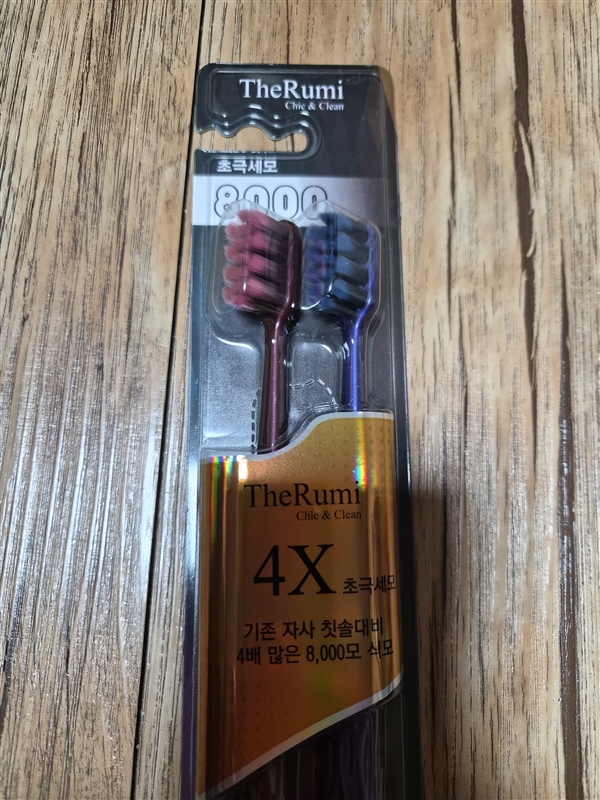 TheRumi
Chic & Clean
초극세모
8000
TheRumi
Chic & Clean
4X 초극세모
기존 자사 칫솔대비
4배 많은 8,000모 식모